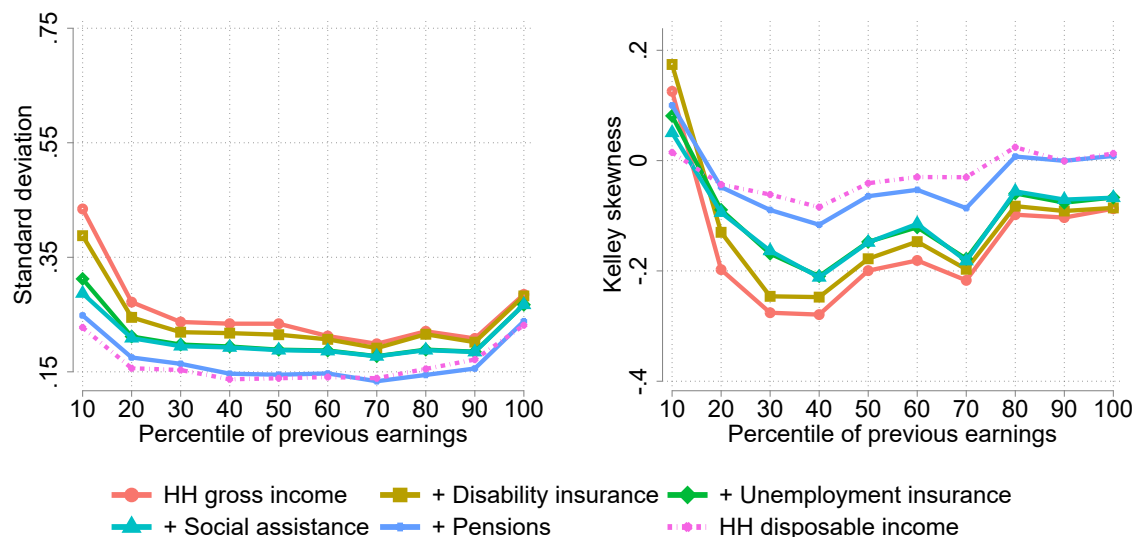 .75
.55
.35
.15
Standard deviation
10 20 30 40 50 60 70 80 90 100
Percentile of previous earnings
.2
0
-.2
-.4
Kelley skewness
10 20 30 40 50 60 70 80 90 100
Percentile of previous earnings
HH gross income + Disability insurance + Unemployment insurance
+ Social assistance + Pensions HH disposable income